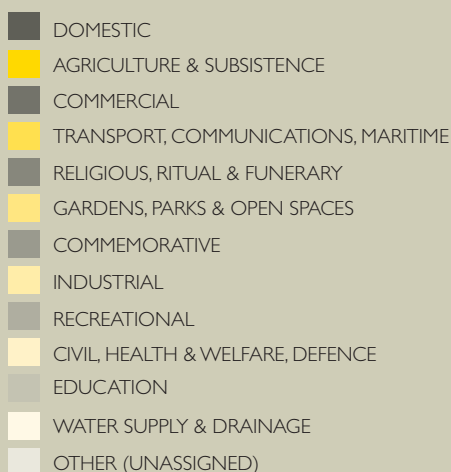 DOMESTIC
AGRICULTURE & SUBSISTENCE
COMMERCIAL
TRANSPORT, COMMUNICATIONS, MARITIME
RELIGIOUS, RITUAL & FUNERARY
GARDENS, PARKS & OPEN SPACES
COMMEMORATIVE
INDUSTRIAL
RECREATIONAL
CIVIL, HEALTH & WELFARE, DEFENCE
EDUCATION
WATER SUPPLY & DRAINAGE
OTHER (UNASSIGNED)